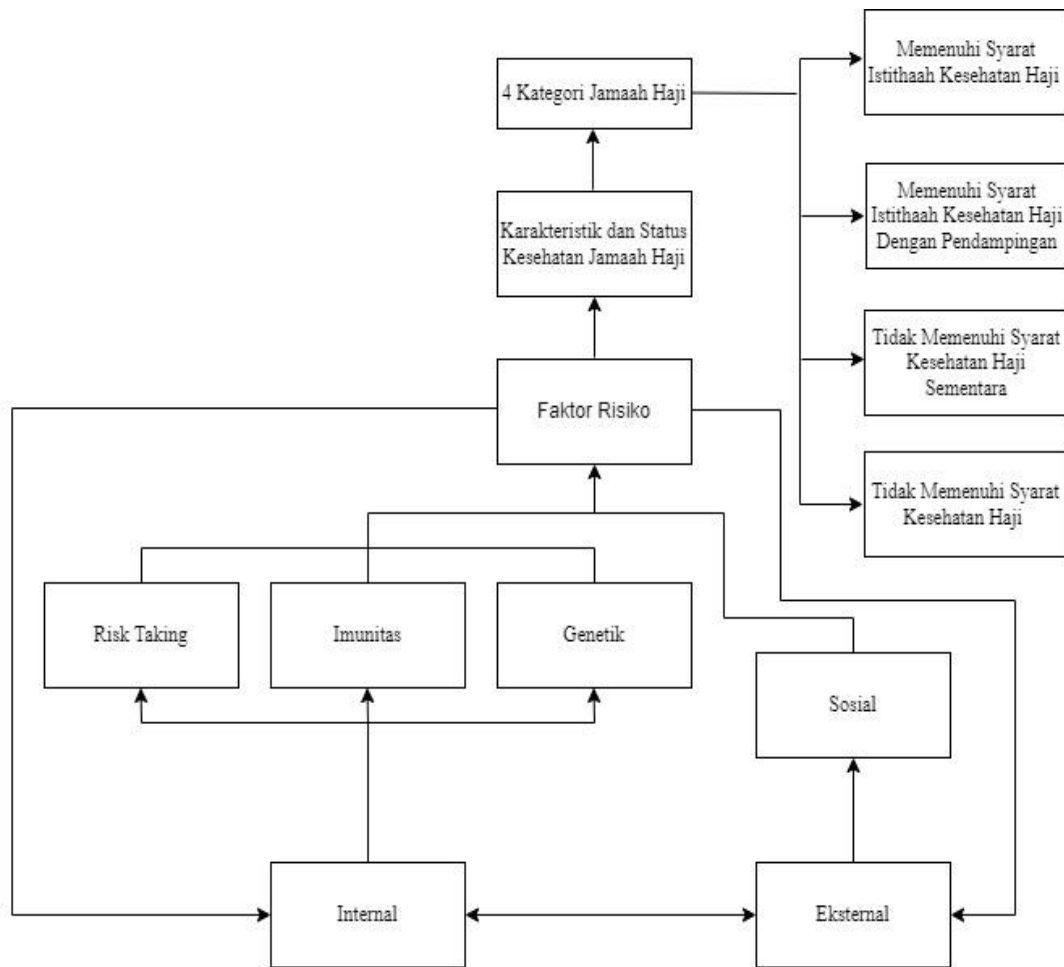 Memenuhi Syarat
Istithaah Kesehatan Haji
4 Kategori Jamaah Haji
Memenuhi Syarat
Istithaah Kesehatan Haji
Dengan Pendampingan
Karakteristik dan Status
Kesehatan Jamaah Haji
Tidak Memenuhi Syarat
Kesehatan Haji
Sementara
Faktor Risiko
Tidak Memenuhi Syarat
Kesehatan Haji
Risk Taking
Imunitas
Genetik
Sosial
Internal
Eksternal